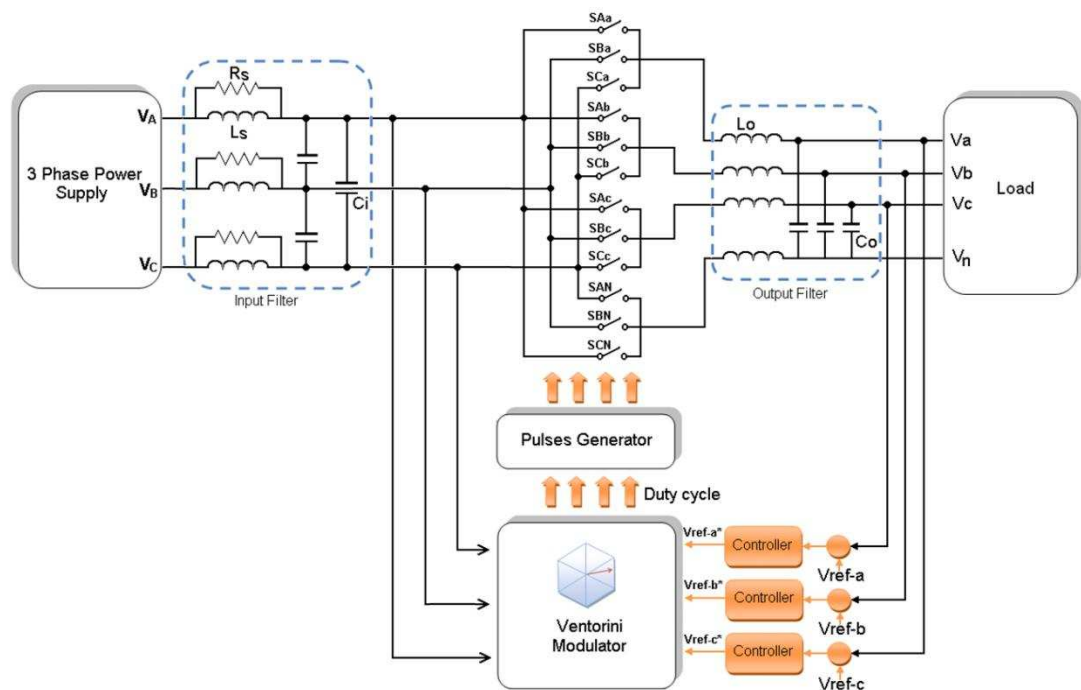 3 Phase Power
Supply
VA
VB
VC
Rs
Ls
Ci
Input Filter
SAa
SBa
SCa
SAb
SBb
SCb
SAc
SBc
SCc
SAN
SBN
SCN
Lo
Co
Output Filter
Va
Vb
Vc
Vn
Load
Pulses Generator
Duty cycle
Ventorini
Modulator
Vref-a*
Controller
Vref-a
Vref-b*
Controller
Vref-b
Vref-c*
Controller
Vref-c